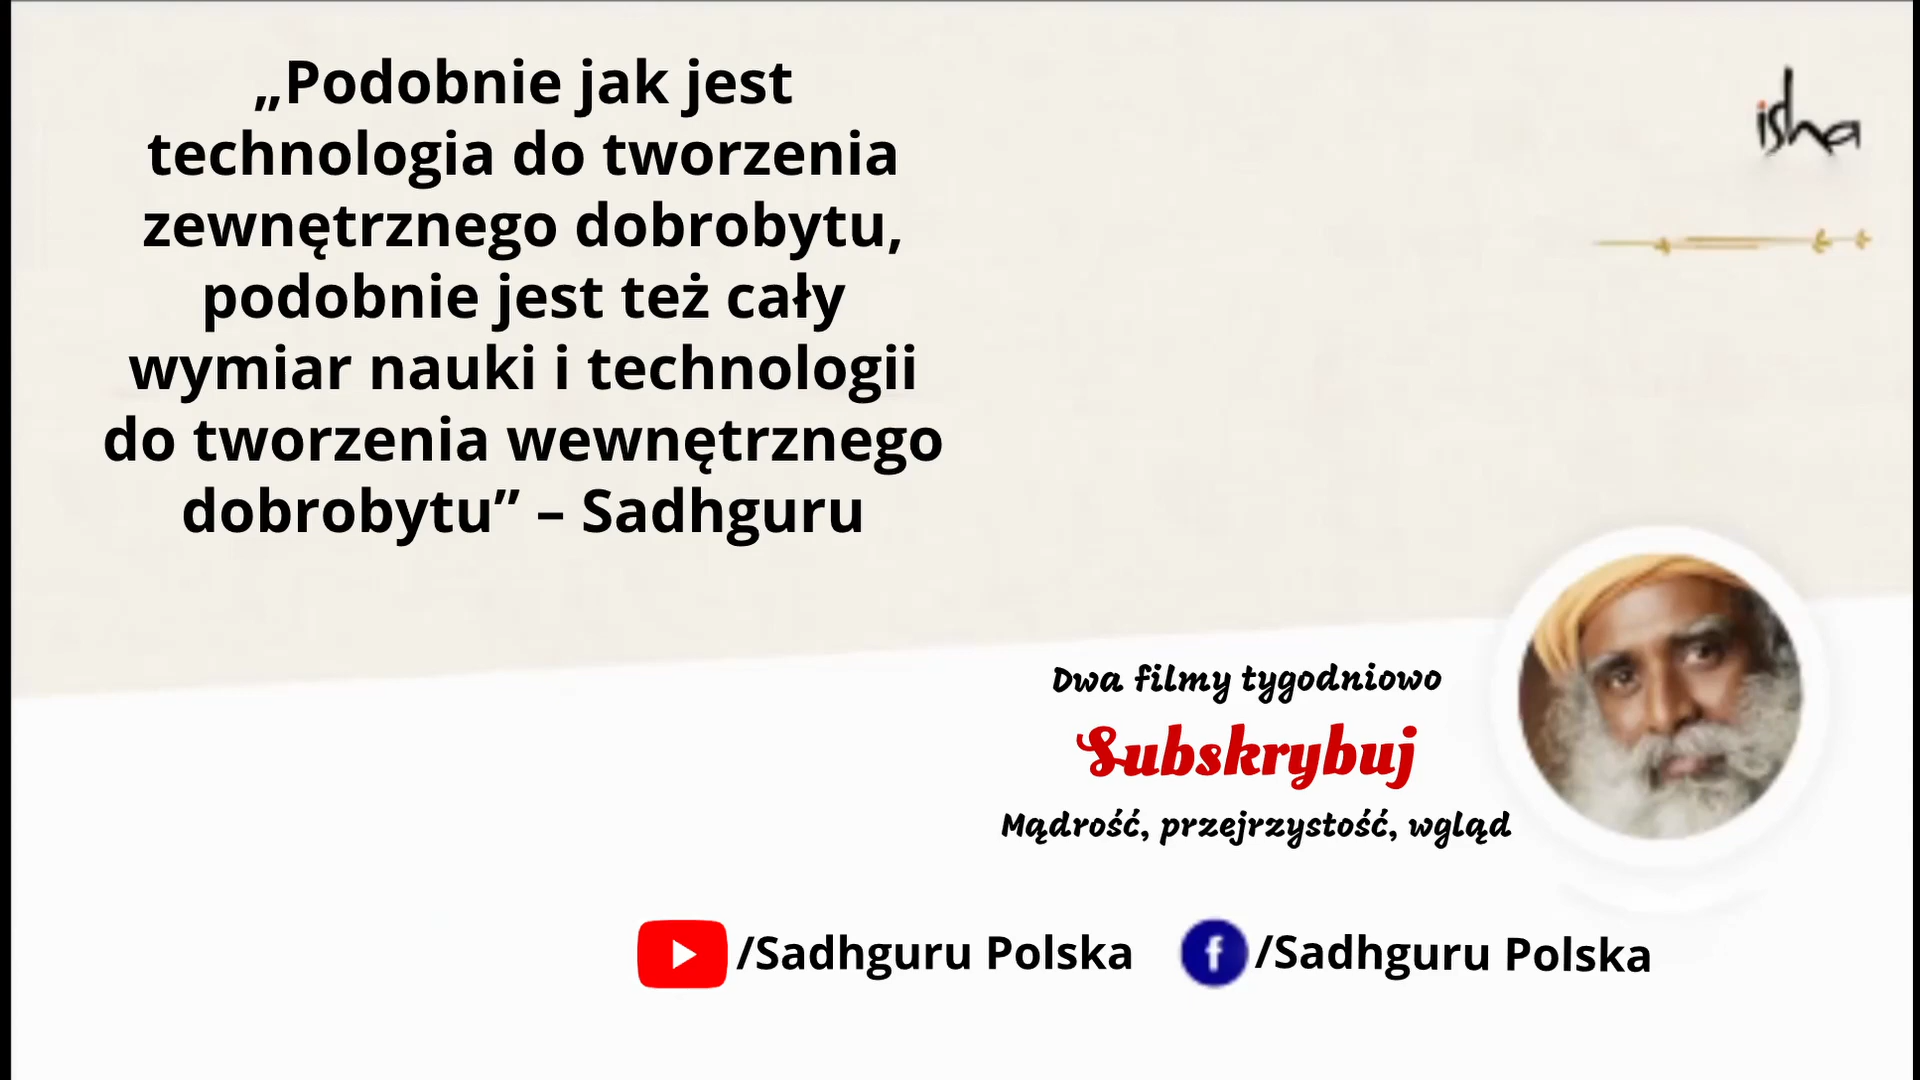 „Podobnie jak jest
technologia do tworzenia
zewnętrznego dobrobytu,
podobnie jest też cały
wymiar nauki i technologii
do tworzenia wewnętrznego
dobrobytu” – Sadhguru
isha
Dwa filmy tygodniowo
Subskrybuj
Mądrość, przejrzystość, wgląd
/Sadhguru Polska
f
/Sadhguru Polska